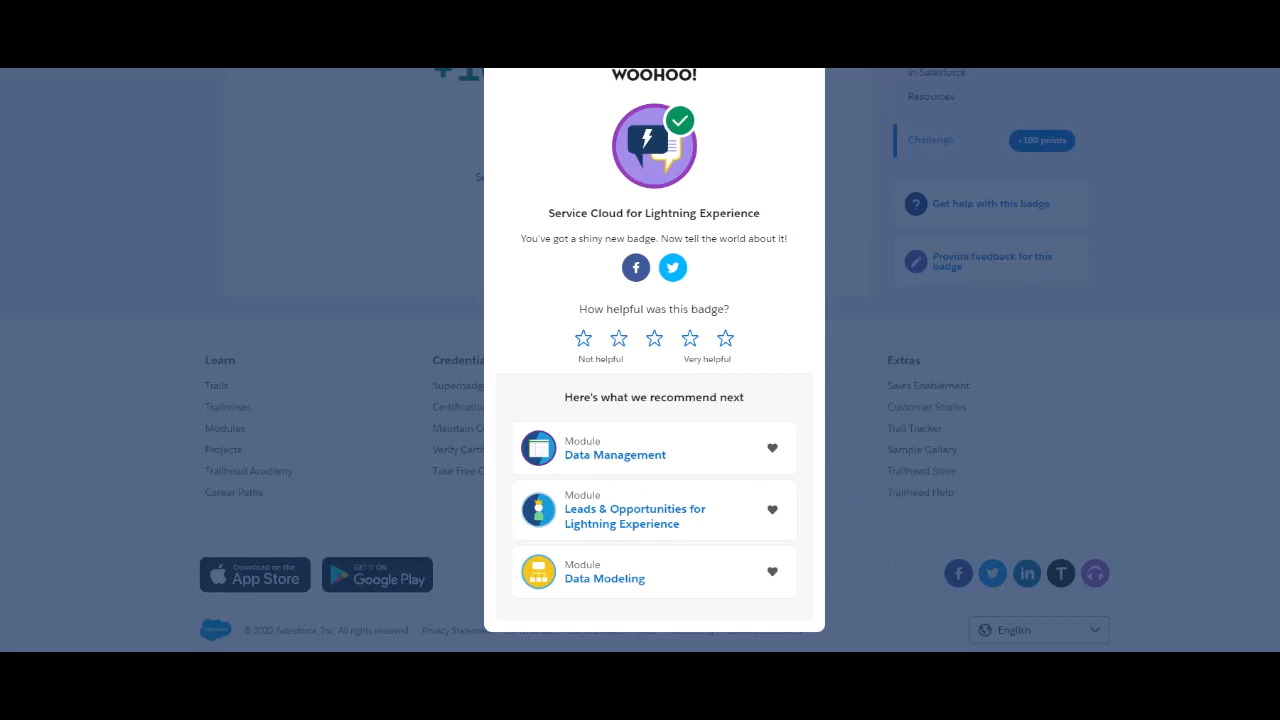 WOOHOO!
Service Cloud for Lightning Experience
You've got a shiny new badge. Now tell the world about it!
How helpful was this badge?
Not helpful
Very helpful
Here's what we recommend next
Module
Data Management
Module
Leads & Opportunities for
Lightning Experience
Module
Data Modeling
in Salesforce
Resources
Challenge
+100 points
Get help with this badge
Provide feedback for this
badge
Learn
Trails
Trailmixes
Modules
Projects
Trailhead Academy
Career Paths
Extras
Sales Enablement
Customer Stories
Trail Tracker
Sample Gallery
Trailhead Store
Trailhead Help
Download on the
App Store
GET IT ON
Google Play
© 2022 Salesforce, Inc. All rights reserved
English